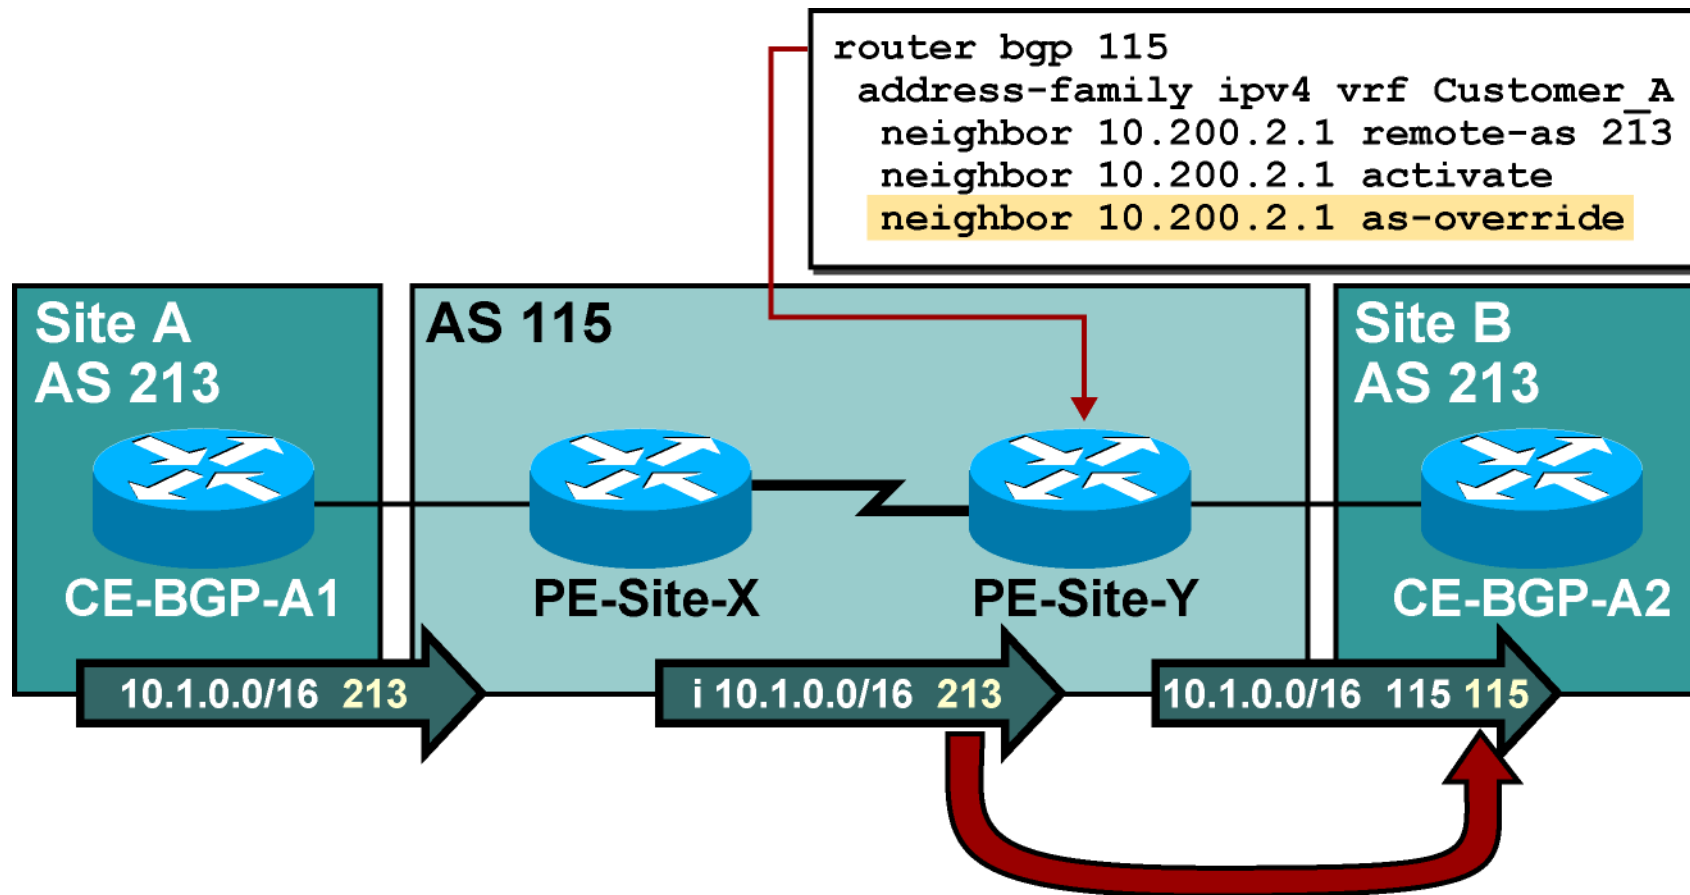 router bgp 115
address-family ipv4 vrf Customer_A
neighbor 10.200.2.1 remote-as 213
neighbor 10.200.2.1 activate
neighbor 10.200.2.1 as-override
Site A
AS 213
AS 115
Site B
AS 213
CE-BGP-A1
PE-Site-X
PE-Site-Y
CE-BGP-A2
10.1.0.0/16 213
i 10.1.0.0/16 213
10.1.0.0/16 115 115